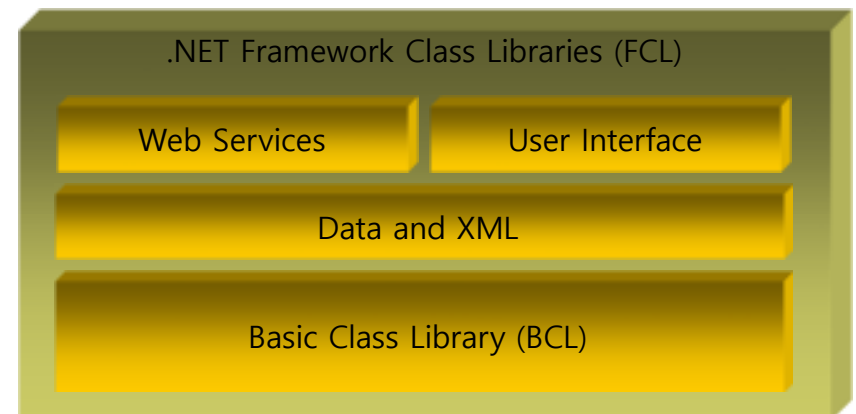 .NET Framework Class Libraries (FCL)
Web Services
User Interface
Data and XML
Basic Class Library (BCL)